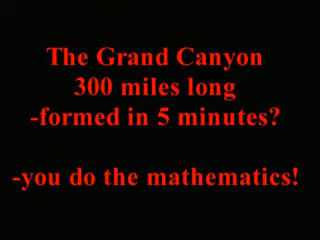 The Grand Canyon
300 miles long
-formed in 5 minutes?
-you do the mathematics!